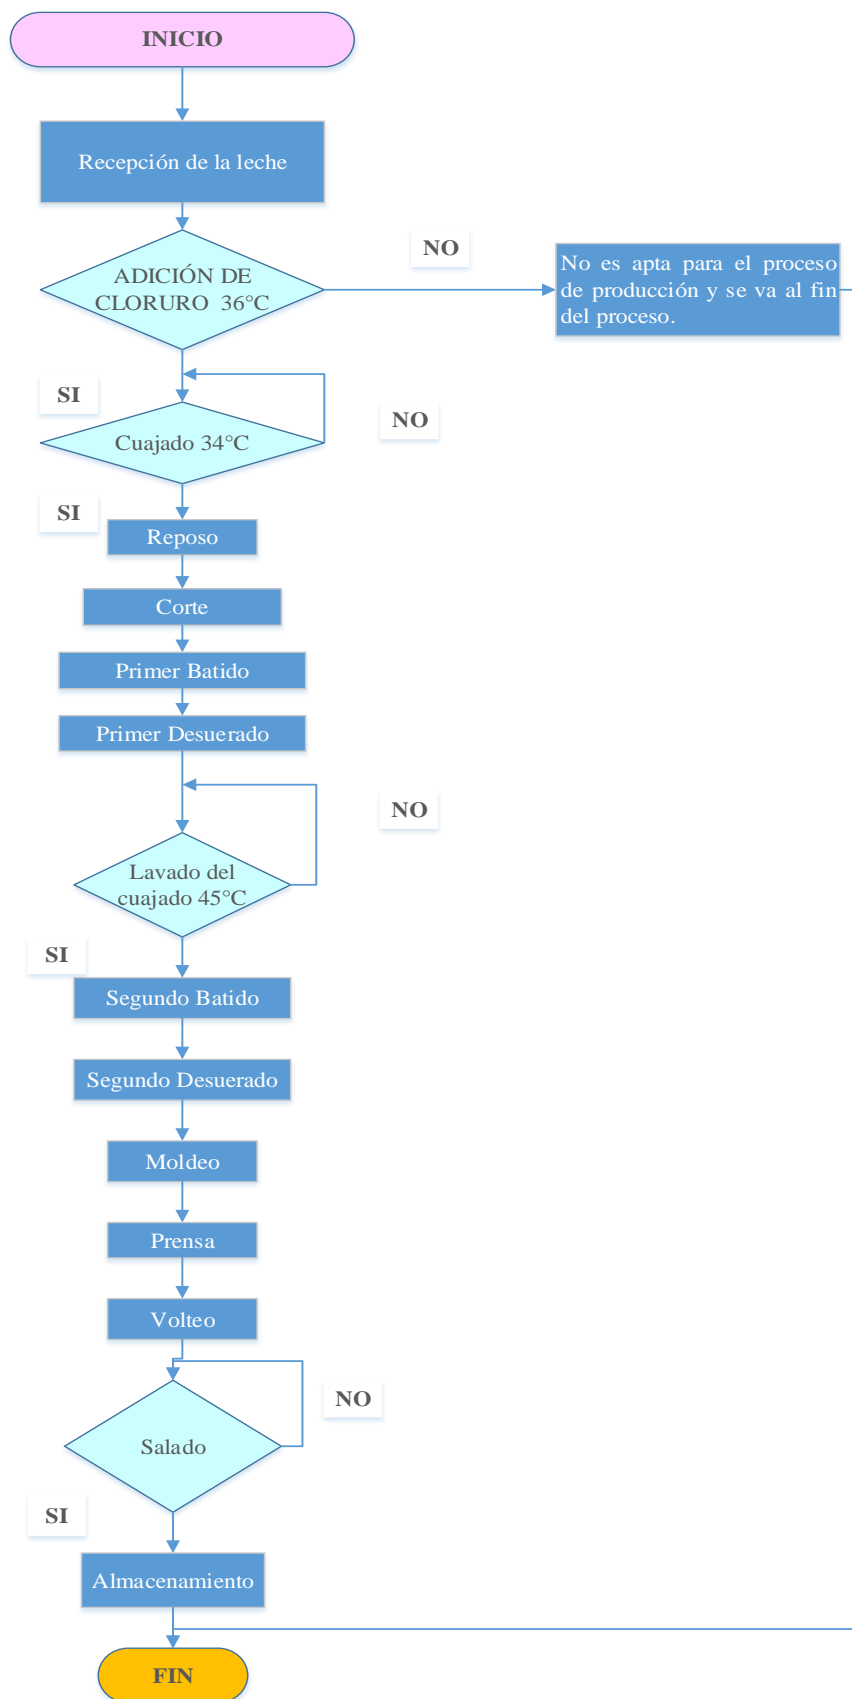 INICIO
Recepción de la leche
ADICIÓN DE
CLORURO 36°C
NO
No es apta para el proceso
de producción y se va al fin
del proceso.
SI
NO
Cuajado 34°C
SI
Reposo
Corte
Primer Batido
Primer Desuerado
NO
Lavado del
cuajado 45°C
SI
Segundo Batido
Segundo Desuerado
Moldeo
Prensa
Volteo
NO
Salado
SI
Almacenamiento
FIN